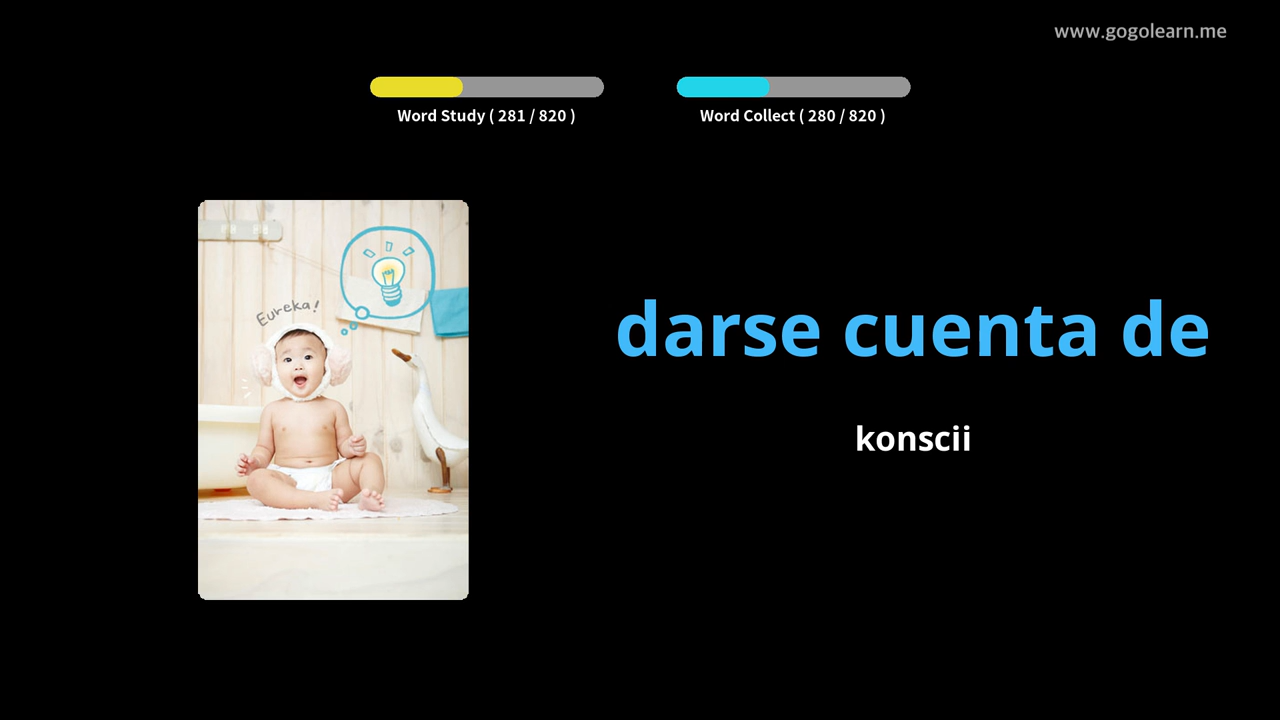 www.gogolearn.me
Word Study ( 281 / 820 )
Word Collect ( 280 / 820 )
Eureka!
darse cuenta de
konscii